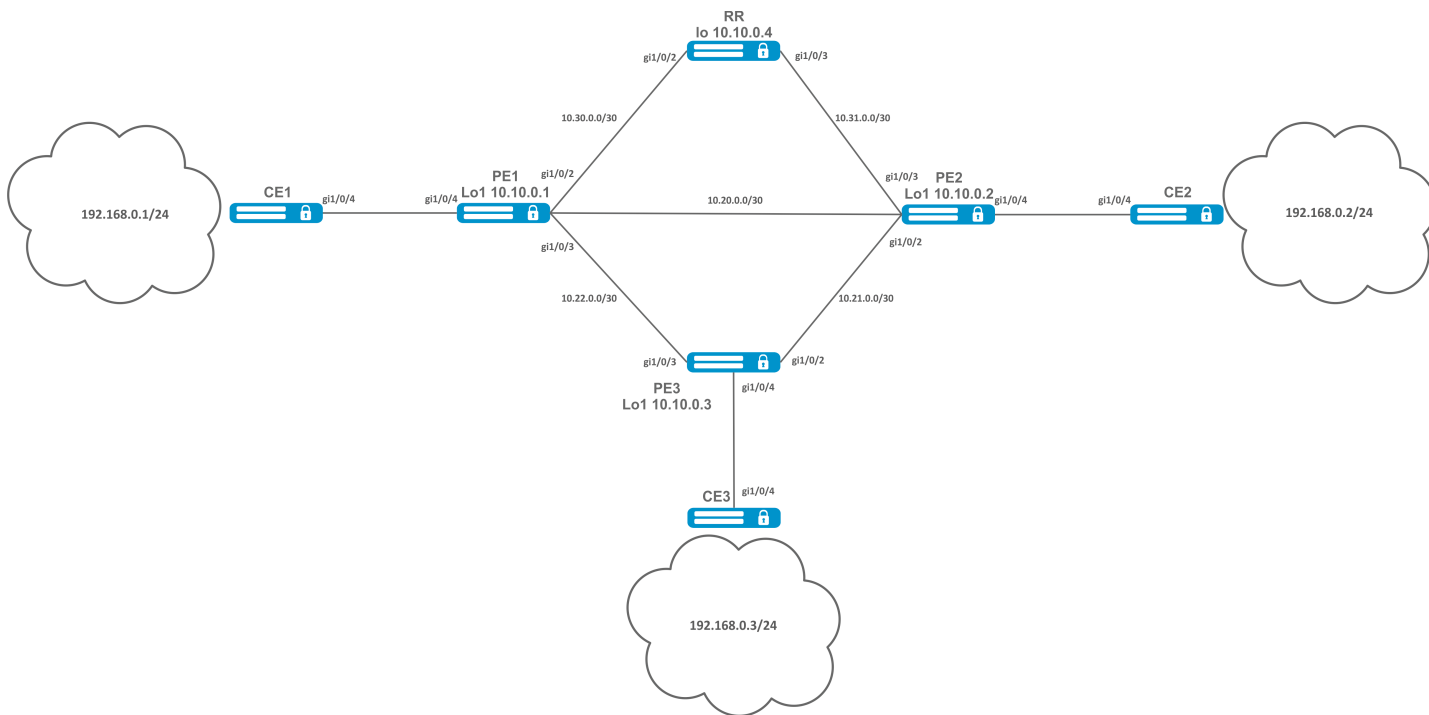 RR
lo 10.10.0.4
gi1/0/2
gi1/0/3
10.30.0.0/30
10.31.0.0/30
gi1/0/2
gi1/0/3
PE1
Lo1 10.10.0.1
PE2
Lo1 10.10.0.2
CE1
gi1/0/4
gi1/0/4
10.20.0.0/30
gi1/0/4
gi1/0/4
CE2
192.168.0.1/24
192.168.0.2/24
gi1/0/3
gi1/0/2
10.22.0.0/30
10.21.0.0/30
gi1/0/3
gi1/0/2
PE3
Lo1 10.10.0.3
gi1/0/4
CE3
gi1/0/4
192.168.0.3/24